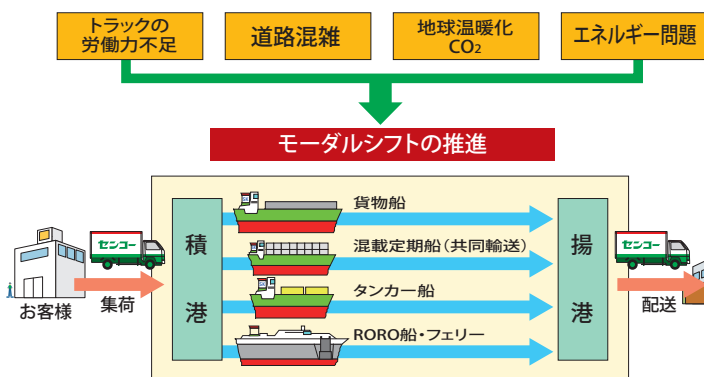 トラックの
労働力不足
道路混雑
地球温暖化
CO₂
エネルギー問題
モーダルシフトの推進
貨物船
混載定期船(共同輸送)
タンカー船
RORO船・フェリー
積港
揚港
センコー
センコー
お客様
集荷
配送